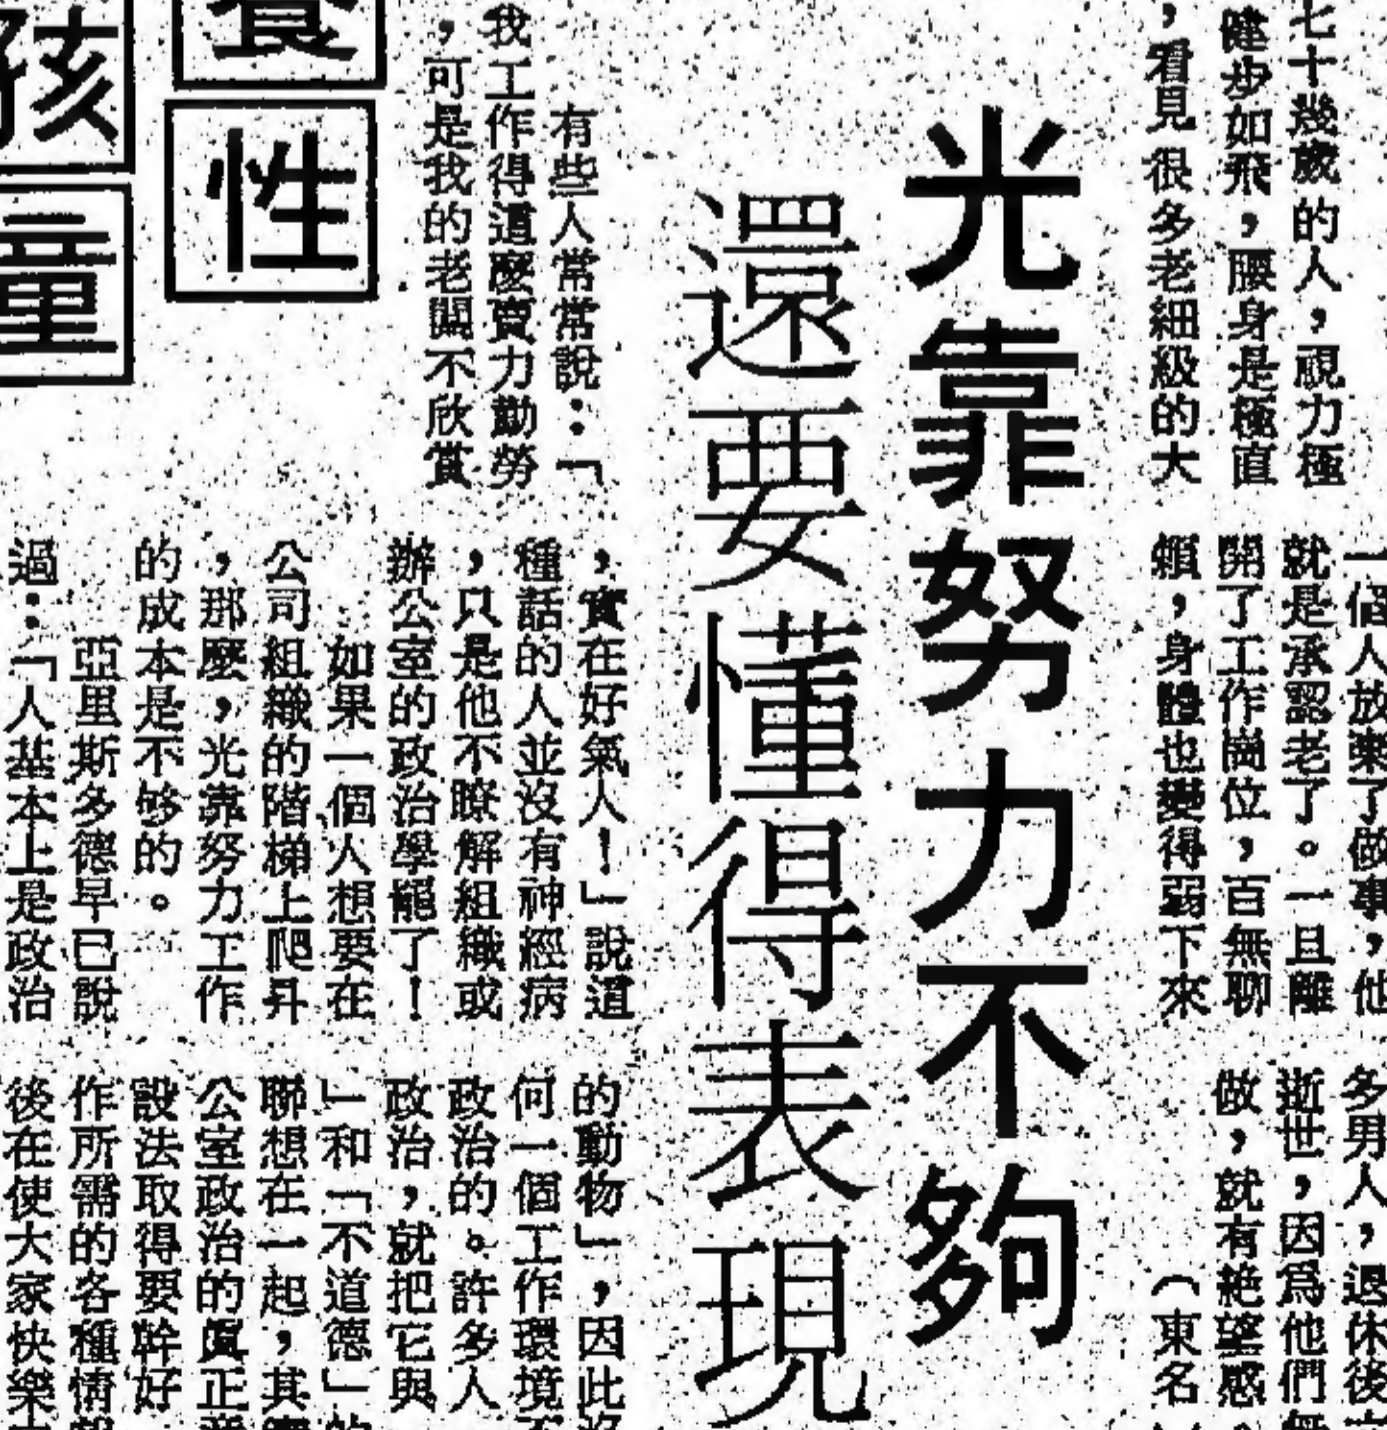 七十幾歲的人，視力極
健步如飛，腰身是極直
，看見很多老細級的大
一個人放棄了做事，他
就是承認老了。一旦離
開了工作崗位，百無聊
賴，身體也變得弱下來
多男人，退休後
逝世，因爲他們無
做，就有絶望感
（東名
光靠努力不夠
還要懂得表現
有些人常常說：「
我工作得這麼賣力勤勞
，可是我的老闆不欣賞
，實在好氣人！」說這
種話的人並沒有神經病
，只是他不瞭解組織或
辦公室的政治學罷了！
如果一個人想要在
公司組織的階梯上爬昇
，那麼，光靠努力工作
的成本是不够的。
亞里斯多德早已說
過：「人基本上是政治
的動物」，因此沒
何一個工作環境不
政治的。許多人
政治，就把它與
」和「不道德」的
聯想在一起，其實
公室政治的眞正意
設法取得要幹好
作所需的各種情報
後在使大家快樂
養性
孩童